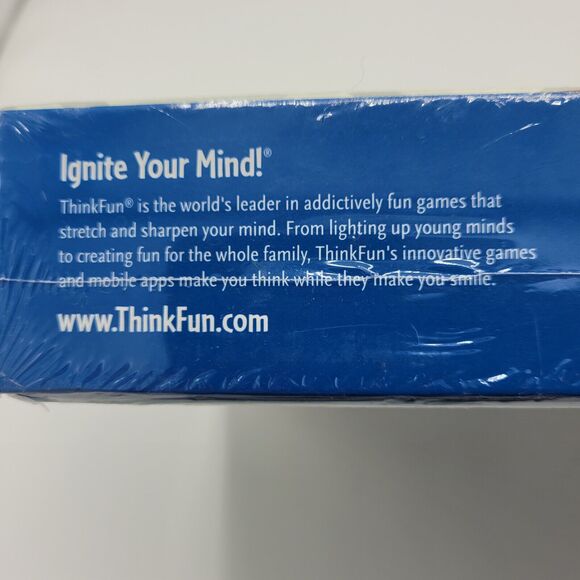 Ignite Your Mind!®
ThinkFun® is the world's leader in addictively fun games that
stretch and sharpen your mind. From lighting up young minds
to creating fun for the whole family, ThinkFun's innovative games
and mobile apps make you think while they make you smile.
www.ThinkFun.com